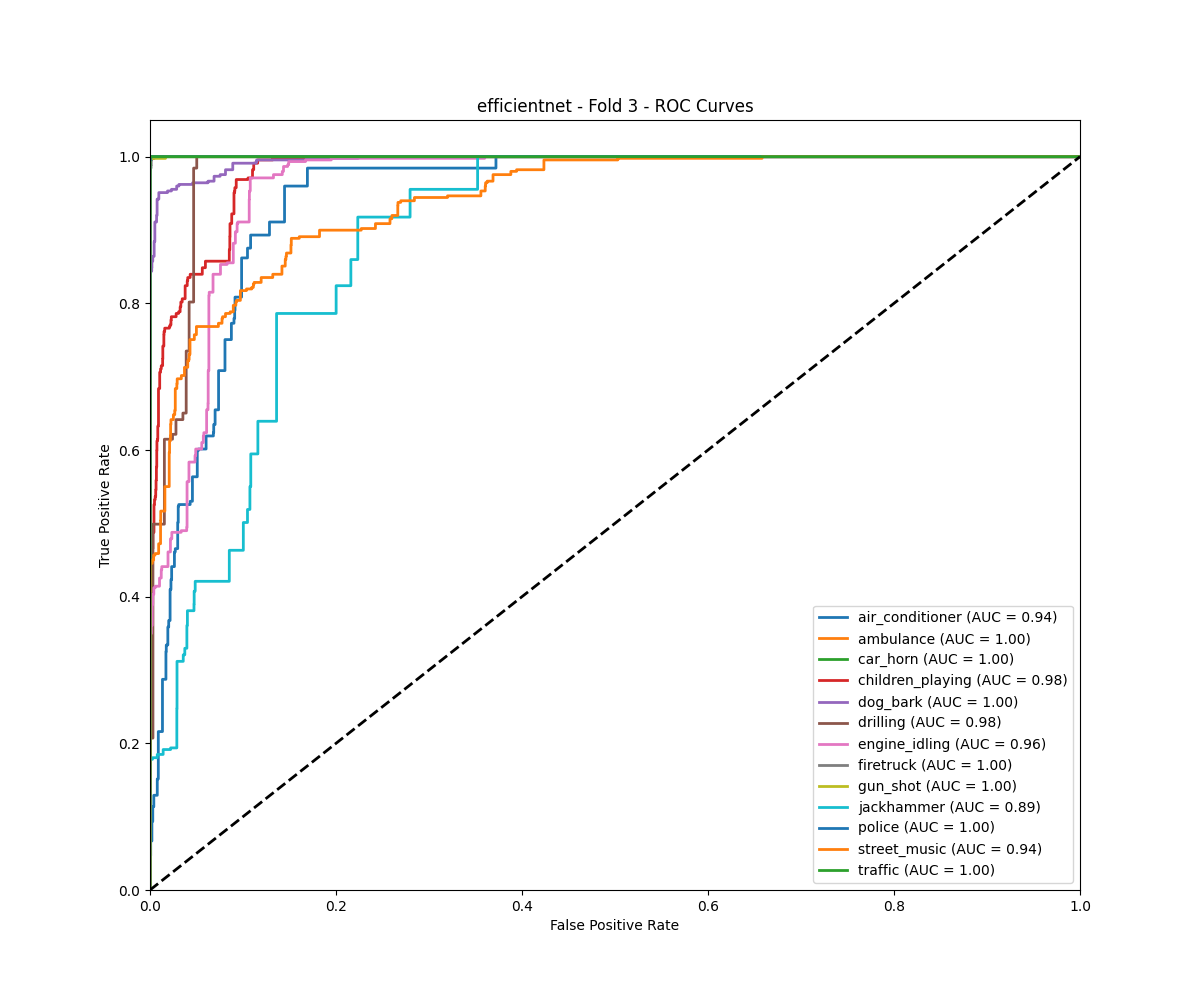 efficientnet - Fold 3 - ROC Curves
1.0
0.8
0.6
0.4
0.2
0.0
True Positive Rate
0.0 0.2 0.4 0.6 0.8 1.0
False Positive Rate
air_conditioner (AUC = 0.94)
ambulance (AUC = 1.00)
car_horn (AUC = 1.00)
children_playing (AUC = 0.98)
dog_bark (AUC = 1.00)
drilling (AUC = 0.98)
engine_idling (AUC = 0.96)
firetruck (AUC = 1.00)
gun_shot (AUC = 1.00)
jackhammer (AUC = 0.89)
police (AUC = 1.00)
street_music (AUC = 0.94)
traffic (AUC = 1.00)